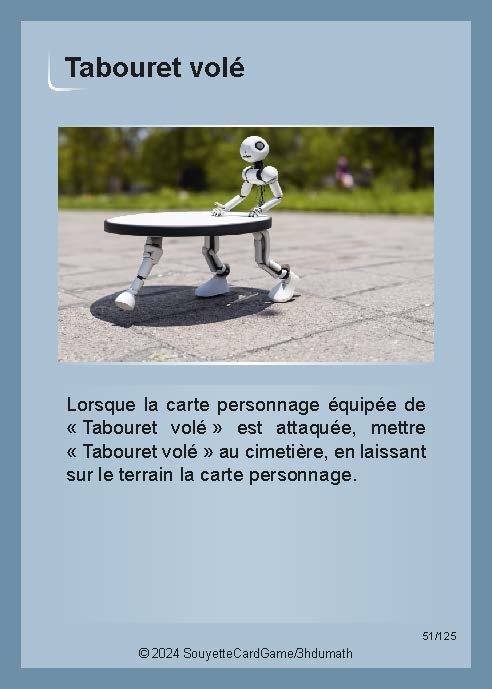 Tabouret volé
Lorsque la carte personnage équipée de
« Tabouret volé » est attaquée, mettre
« Tabouret volé » au cimetière, en laissant
sur le terrain la carte personnage.
51/125
© 2024 SouyetteCardGame/3hdumath